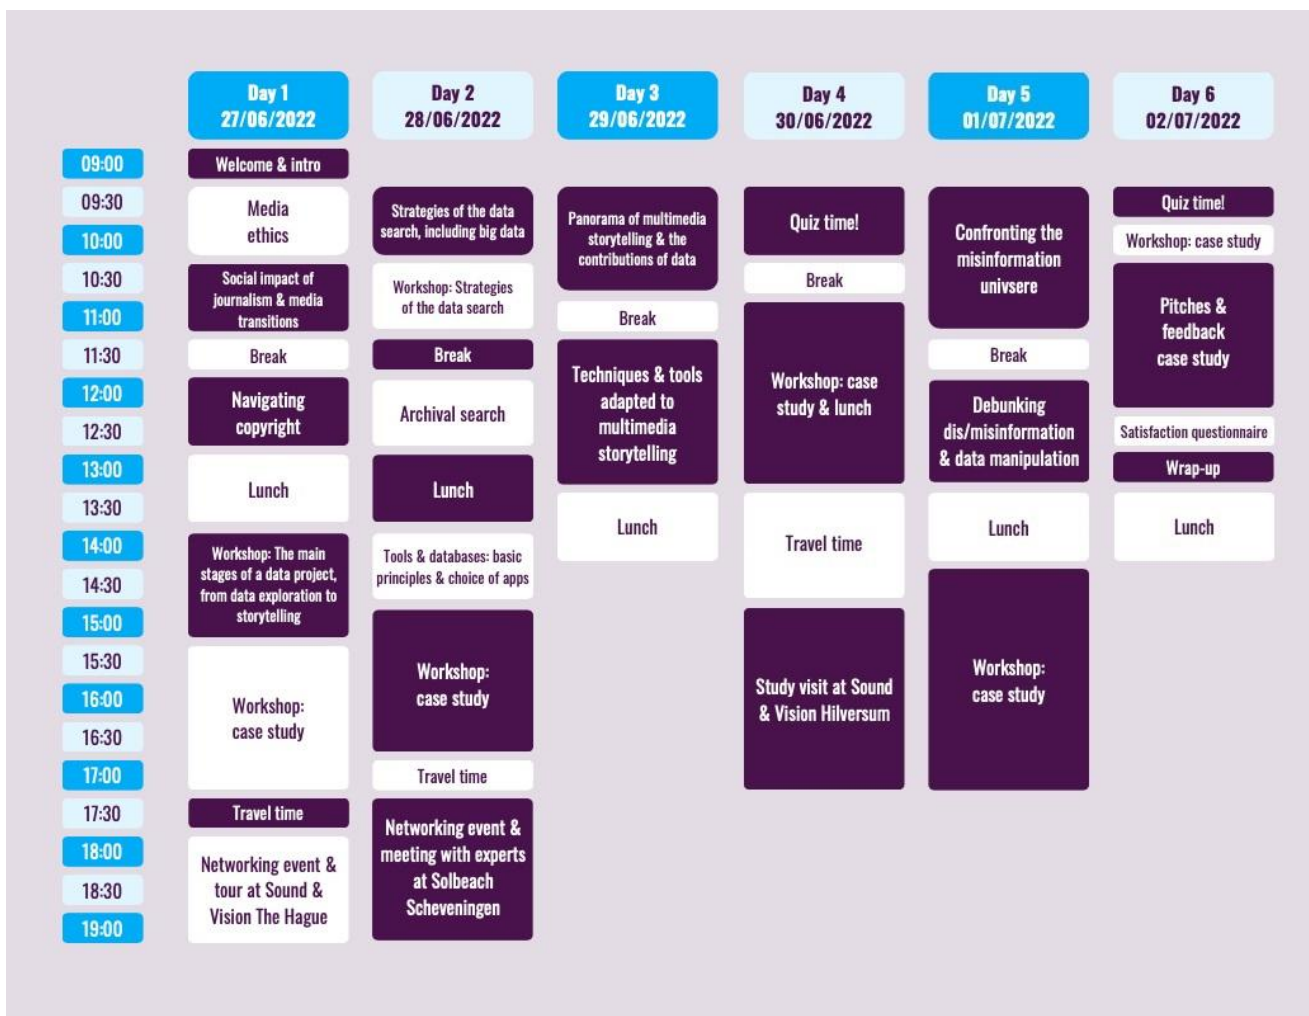 Day 1
27/06/2022
Day 2
28/06/2022
Day 3
29/06/2022
Day 4
30/06/2022
Day 5
01/07/2022
Day 6
02/07/2022
09:00
09:30
10:00
10:30
11:00
11:30
12:00
12:30
13:00
13:30
14:00
14:30
15:00
15:30
16:00
16:30
17:00
17:30
18:00
18:30
19:00
Welcome & intro
Media
ethics
Social impact of
journalism & media
transitions
Break
Navigating
copyright
Lunch
Workshop: The main
stages of a data project,
from data exploration to
storytelling
Workshop:
case study
Travel time
Networking event &
tour at Sound &
Vision The Hague
Strategies of the data
search, including big data
Workshop: Strategies
of the data search
Break
Archival search
Lunch
Tools & databases: basic
principles & choice of apps
Workshop:
case study
Travel time
Networking event &
meeting with experts
at Solbeach
Scheveningen
Panorama of multimedia
storytelling & the
contributions of data
Break
Techniques & tools
adapted to
multimedia
storytelling
Lunch
Quiz time!
Break
Workshop: case
study & lunch
Travel time
Study visit at Sound
& Vision Hilversum
Confronting the
misinformation
univsere
Break
Debunking
dis/misinformation
& data manipulation
Lunch
Workshop:
case study
Quiz time!
Workshop: case study
Pitches &
feedback
case study
Satisfaction questionnaire
Wrap-up
Lunch